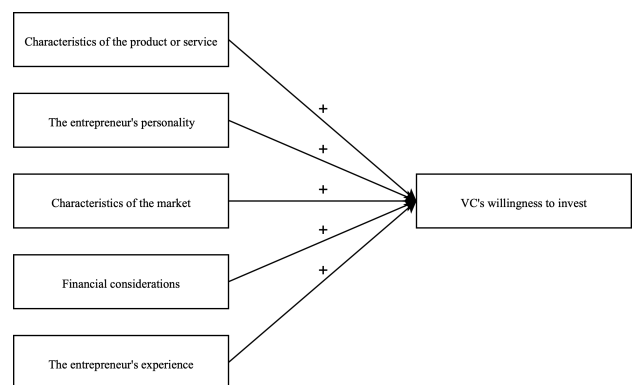 Characteristics of the product or service
+
The entrepreneur's personality
+
Characteristics of the market
+
VC's willingness to invest
+
Financial considerations
+
The entrepreneur's experience